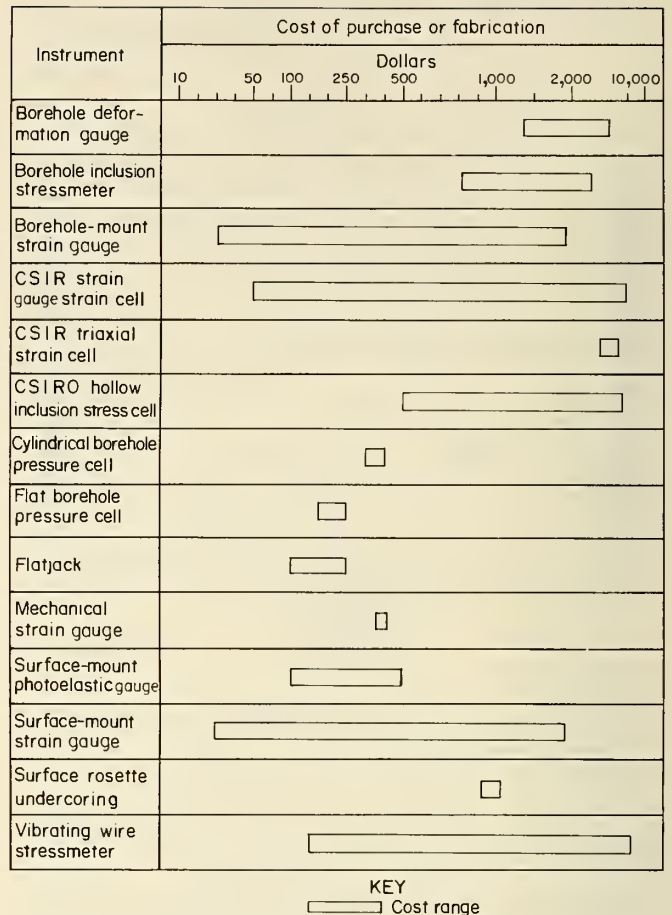 Instrument
Cost of purchase or fabrication
Dollars
10 50 100 250 500 1,000 2,000 10,000
Borehole defor-
mation gauge
Borehole inclusion
stressmeter
Borehole-mount
strain gauge
CSIR strain
gauge strain cell
CSIR triaxial
strain cell
CSIRO hollow
inclusion stress cell
Cylindrical borehole
pressure cell
Flat borehole
pressure cell
Flatjack
Mechanical
strain gauge
Surface-mount
photoelastic gauge
Surface-mount
strain gauge
Surface rosette
undercoring
Vibrating wire
stressmeter
KEY
Cost range